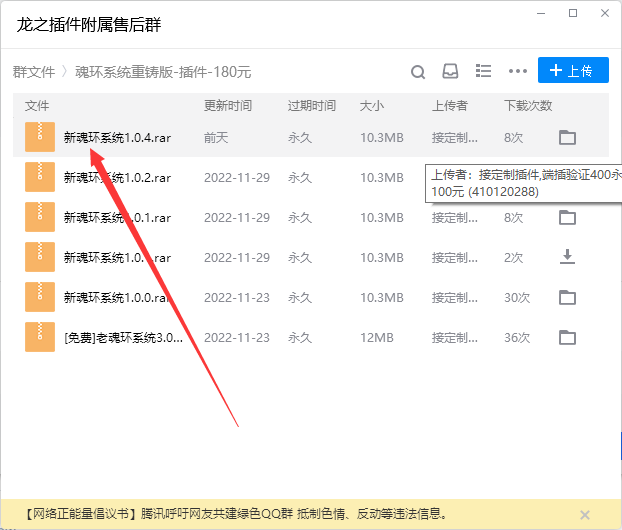 龙之插件附属售后群
群文件 〉 魂环系统重铸版-插件-180元
上传
文件 更新时间 过期时间 大小 上传者 下载次数
新魂环系统1.0.4.rar 前天 永久 10.3MB 接定制... 8次
新魂环系统1.0.2.rar 2022-11-29 永久 10.3MB
上传者：接定制插件,端插验证400永
100元 (410120288)
新魂环系统1.0.1.rar 2022-11-29 永久 10.3MB 接定制... 8次
新魂环系统1.0. .rar 2022-11-29 永久 10.3MB 接定制... 2次
新魂环系统1.0.0.rar 2022-11-23 永久 10.3MB 接定制... 30次
[免费]老魂环系统3.0... 2022-11-23 永久 12MB 接定制... 36次
【网络正能量倡议书】腾讯呼吁网友共建绿色QQ群 抵制色情、反动等违法信息。